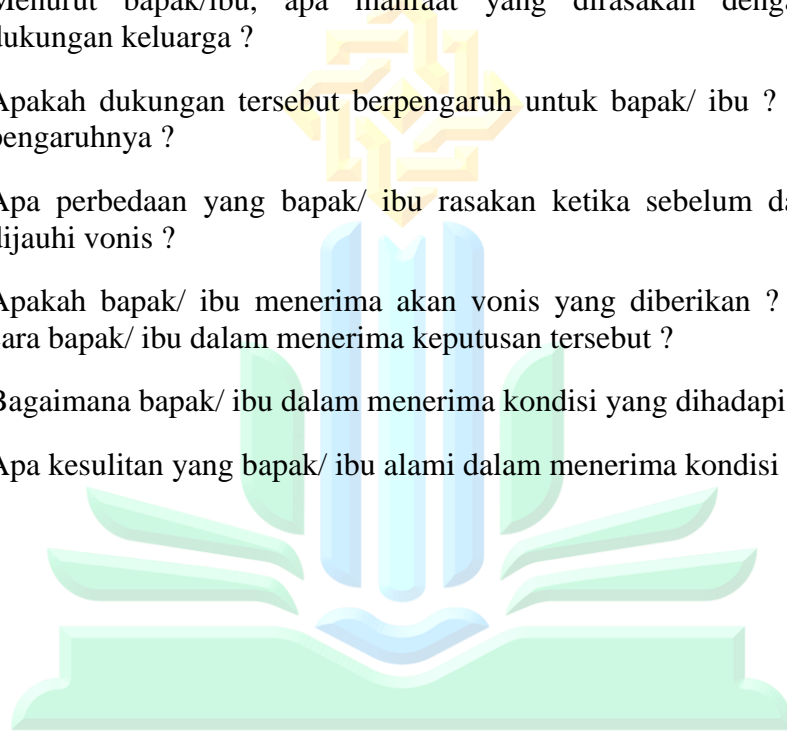 Menurut bapak/ibu, apa manfaat yang dirasakan denga
dukungan keluarga ?
Apakah dukungan tersebut berpengaruh untuk bapak/ ibu ?
pengaruhnya ?
Apa perbedaan yang bapak/ ibu rasakan ketika sebelum da
dijauhi vonis ?
Apakah bapak/ ibu menerima akan vonis yang diberikan ?
cara bapak/ ibu dalam menerima keputusan tersebut ?
Bagaimana bapak/ ibu dalam menerima kondisi yang dihadapi
Apa kesulitan yang bapak/ ibu alami dalam menerima kondisi